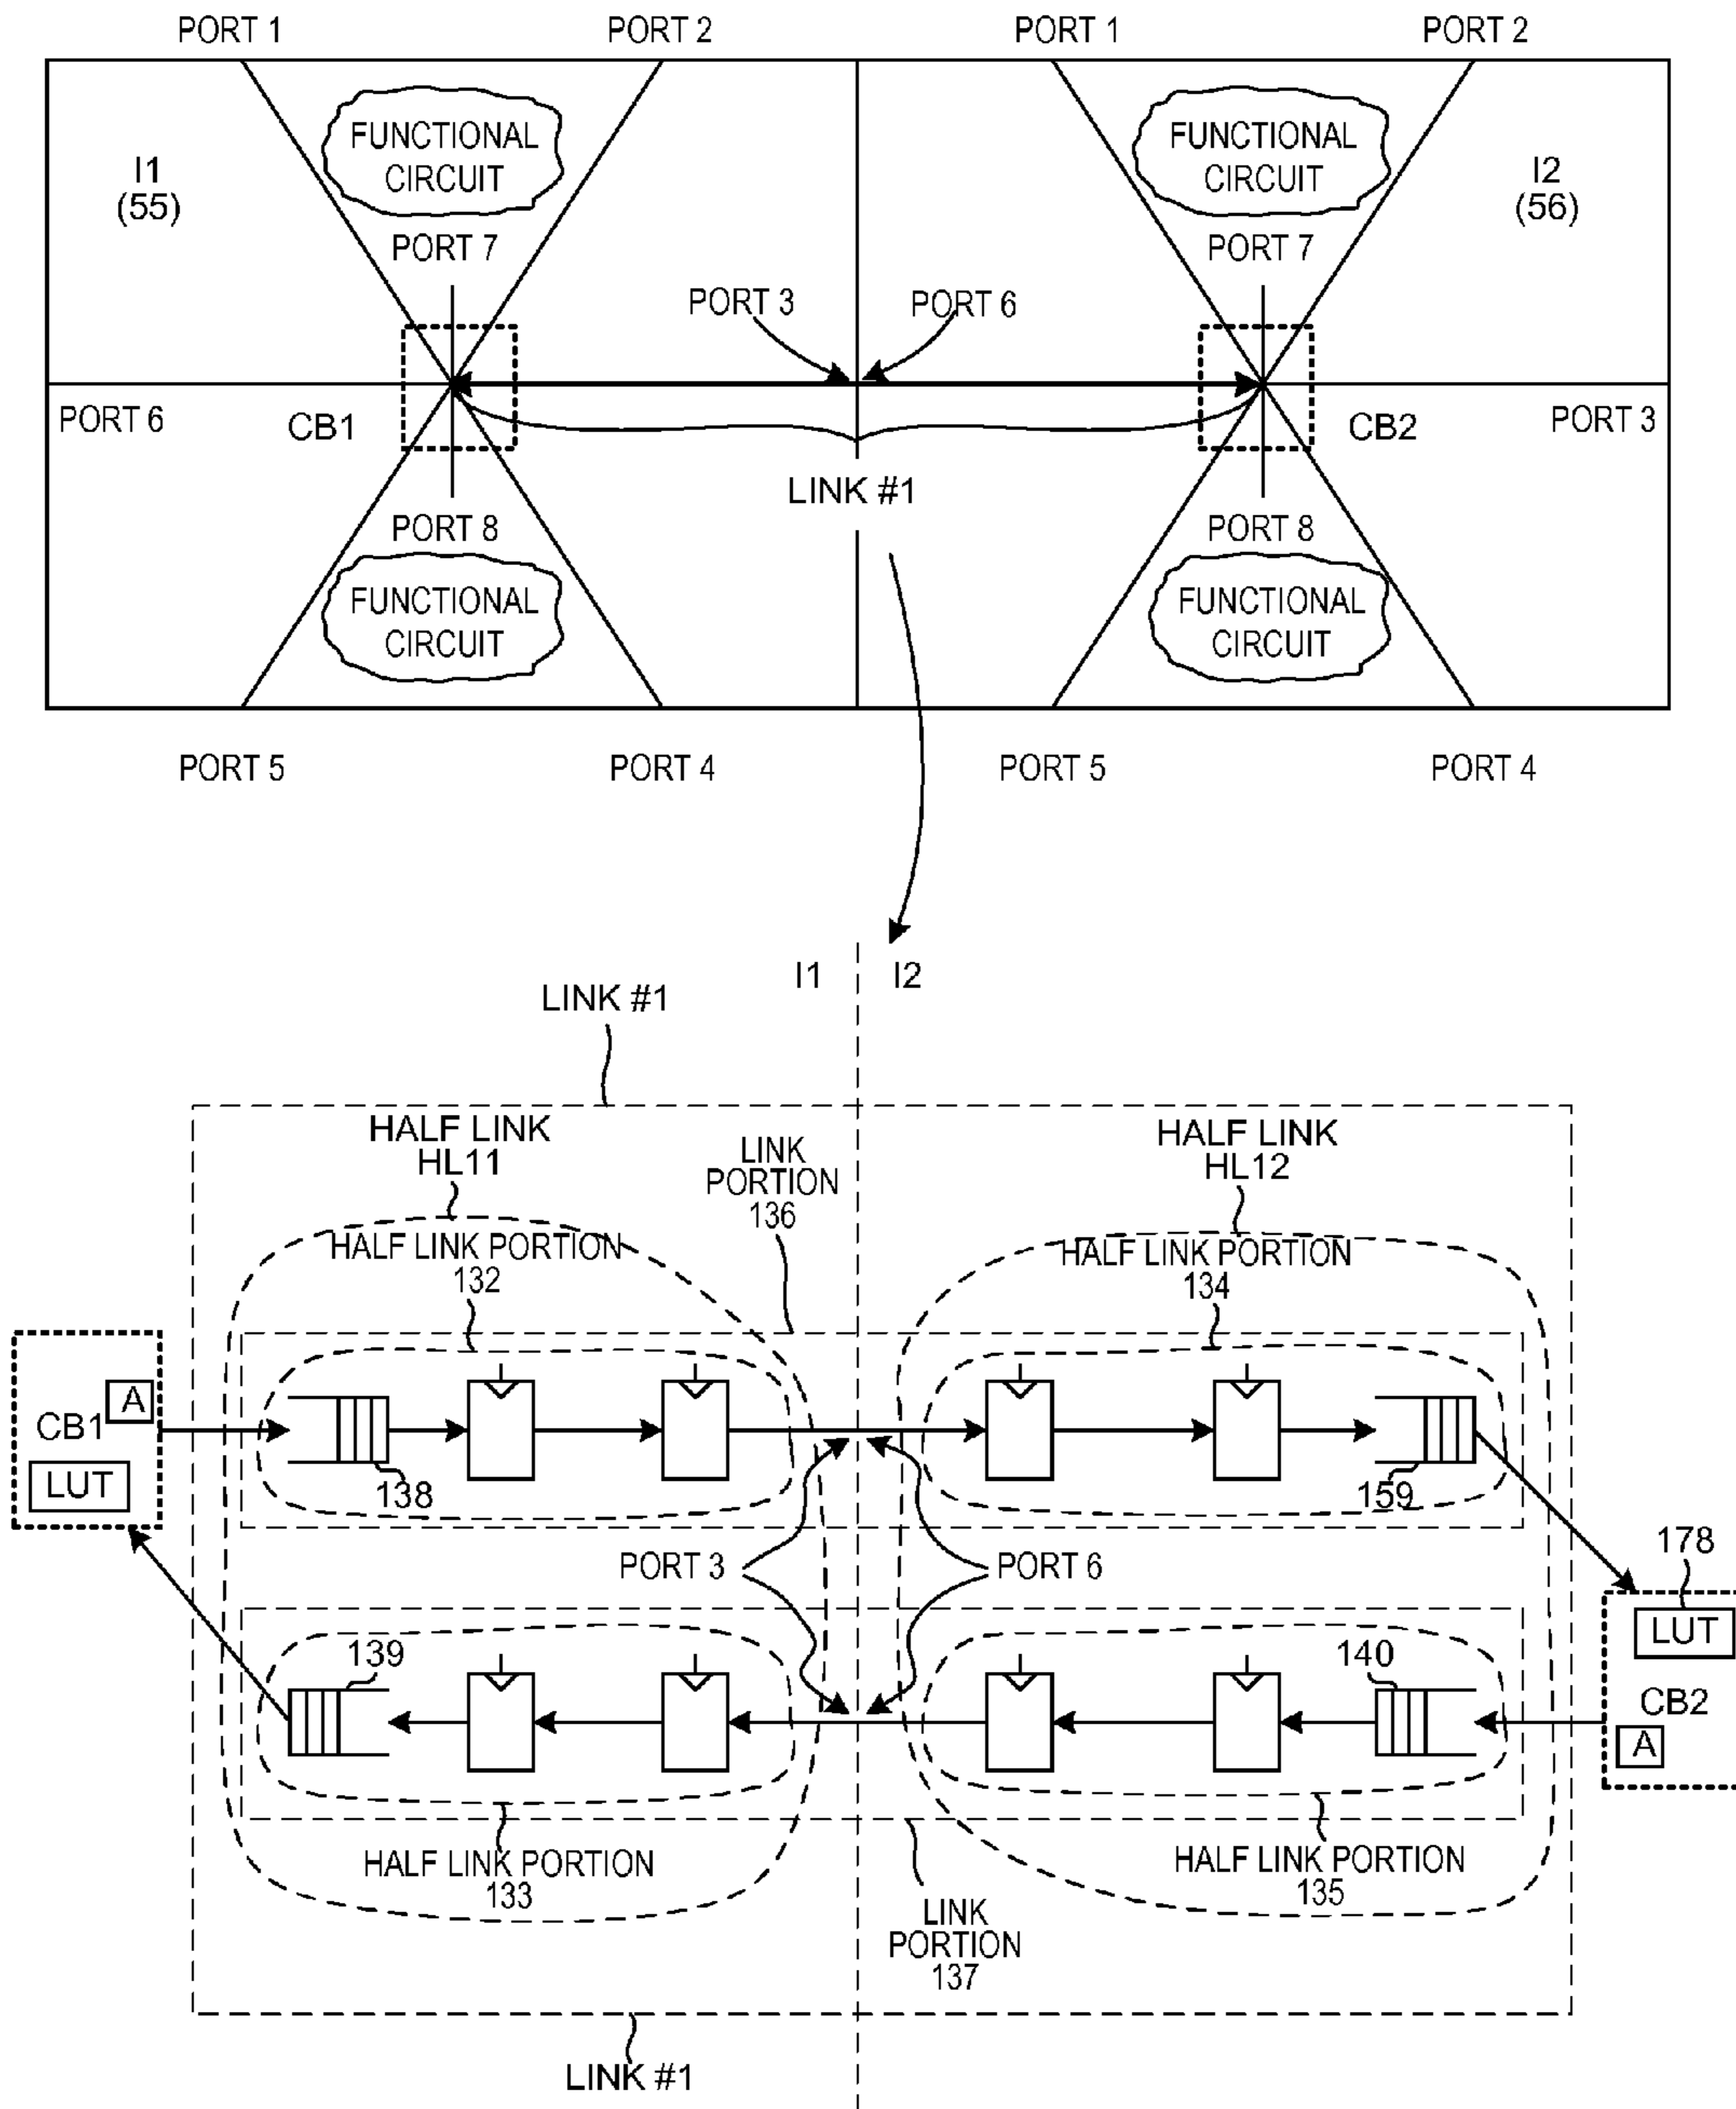 PORT 1
PORT 2
PORT 1
PORT 2
FUNCTIONAL
CIRCUIT
FUNCTIONAL
CIRCUIT
I1
(55)
I2
(56)
PORT 7
PORT 7
PORT 3
PORT 6
PORT 6
CB1
CB2
PORT 3
LINK #1
PORT 8
PORT 8
FUNCTIONAL
CIRCUIT
FUNCTIONAL
CIRCUIT
PORT 5
PORT 4
PORT 5
PORT 4
I1
I2
LINK #1
HALF LINK
HL11
LINK
PORTION
136
HALF LINK
HL12
HALF LINK PORTION
132
HALF LINK PORTION
134
A
CB1
LUT
138
159
PORT 3
PORT 6
178
LUT
CB2
A
139
140
HALF LINK PORTION
133
HALF LINK PORTION
135
LINK
PORTION
137
LINK #1